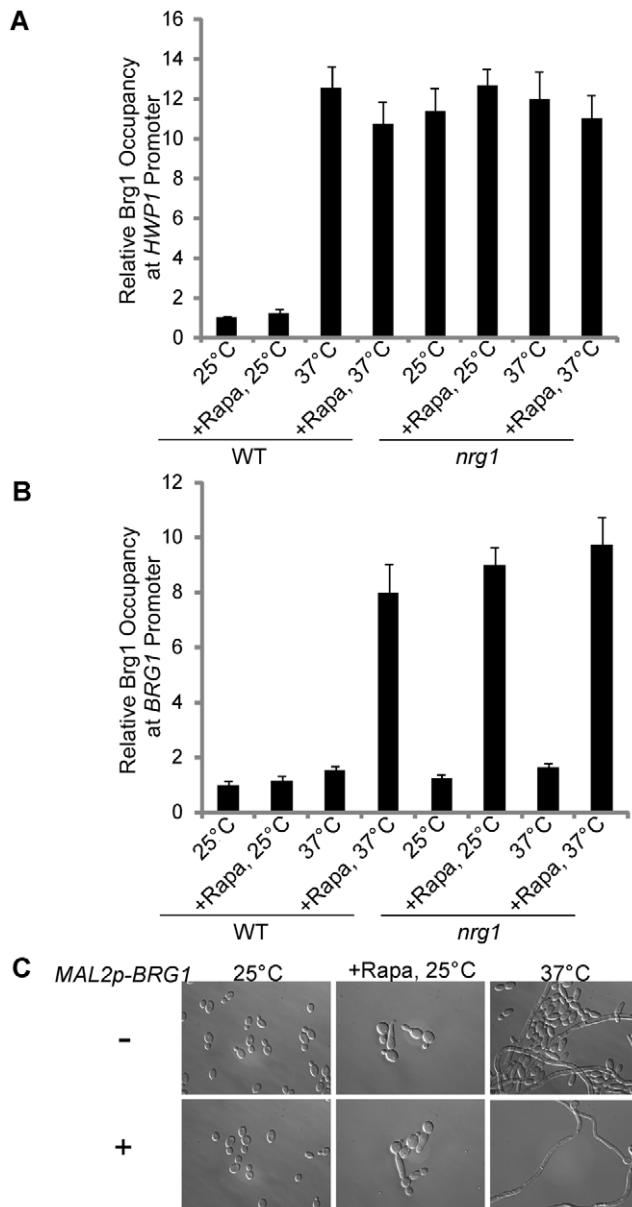 A
Relative Brg1 Occupancy
at HWP1 Promoter
16
14
12
10
8
6
4
2
0
25°C
+Rapa, 25°C
37°C
+Rapa, 37°C
25°C
+Rapa, 25°C
37°C
+Rapa, 37°C
WT
nrg1
B
Relative Brg1 Occupancy
at BRG1 Promoter
12
10
8
6
4
2
0
25°C
+Rapa, 25°C
37°C
+Rapa, 37°C
25°C
+Rapa, 25°C
37°C
+Rapa, 37°C
WT
nrg1
C
MAL2p-BRG1 25°C +Rapa, 25°C 37°C
-
+